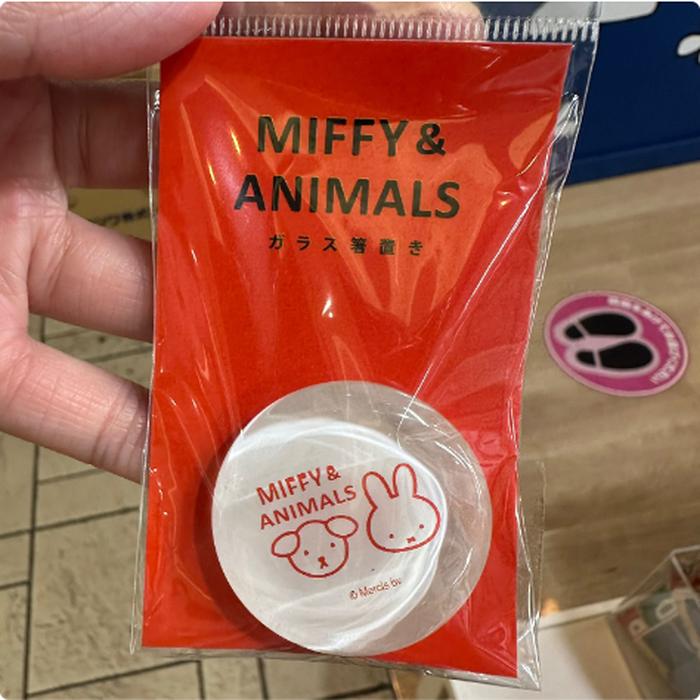 MIFFY &
ANIMALS
ガラス箸置き
MIFFY &
ANIMALS
© Mercis bv